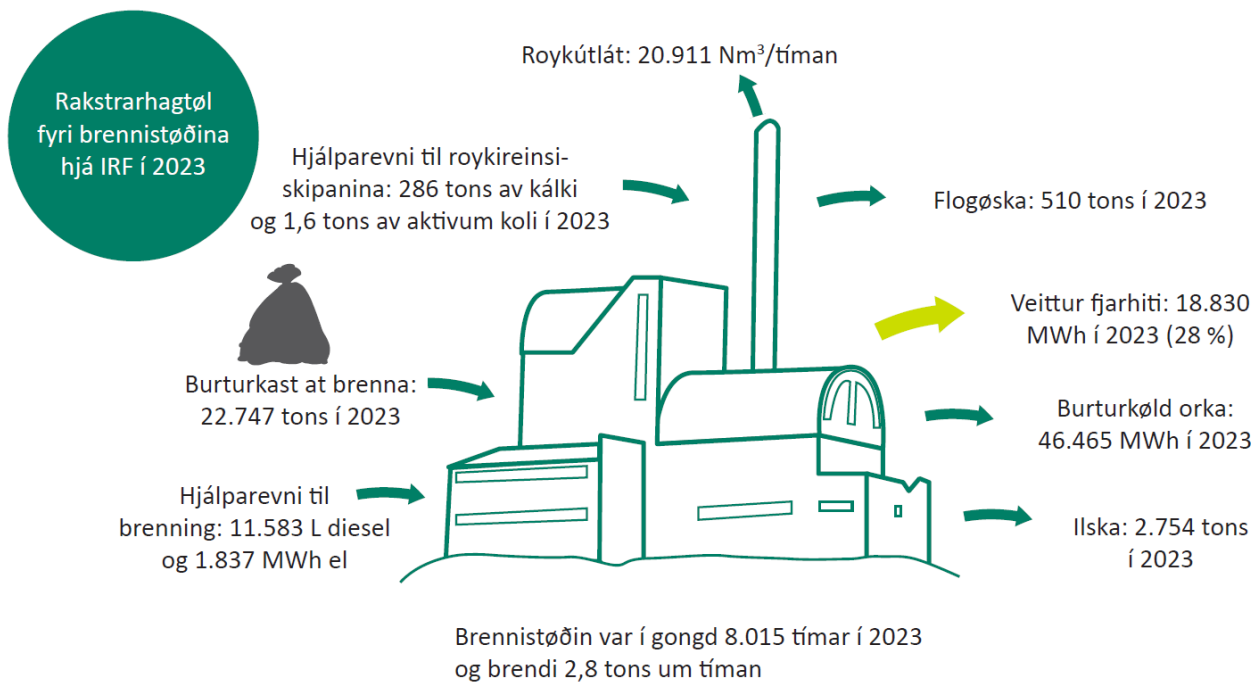 Rakstrarhagtøl
fyri brennistøðina
hjá IRF í 2023
Roykútlát: 20.911 Nm³/tíman
Hjálparevni til roykireinsi-
skipanina: 286 tons av kálki
og 1,6 tons av aktivum koli í 2023
Flogøska: 510 tons í 2023
Veittur fjarhiti: 18.830
MWh í 2023 (28 %)
Burturkast at brenna:
22.747 tons í 2023
Burturkøld orka:
46.465 MWh í 2023
Hjálparevni til
brenning: 11.583 L diesel
og 1.837 MWh el
Ilska: 2.754 tons
í 2023
Brennistøðin var í gongd 8.015 tímar í 2023
og brendi 2,8 tons um tíman